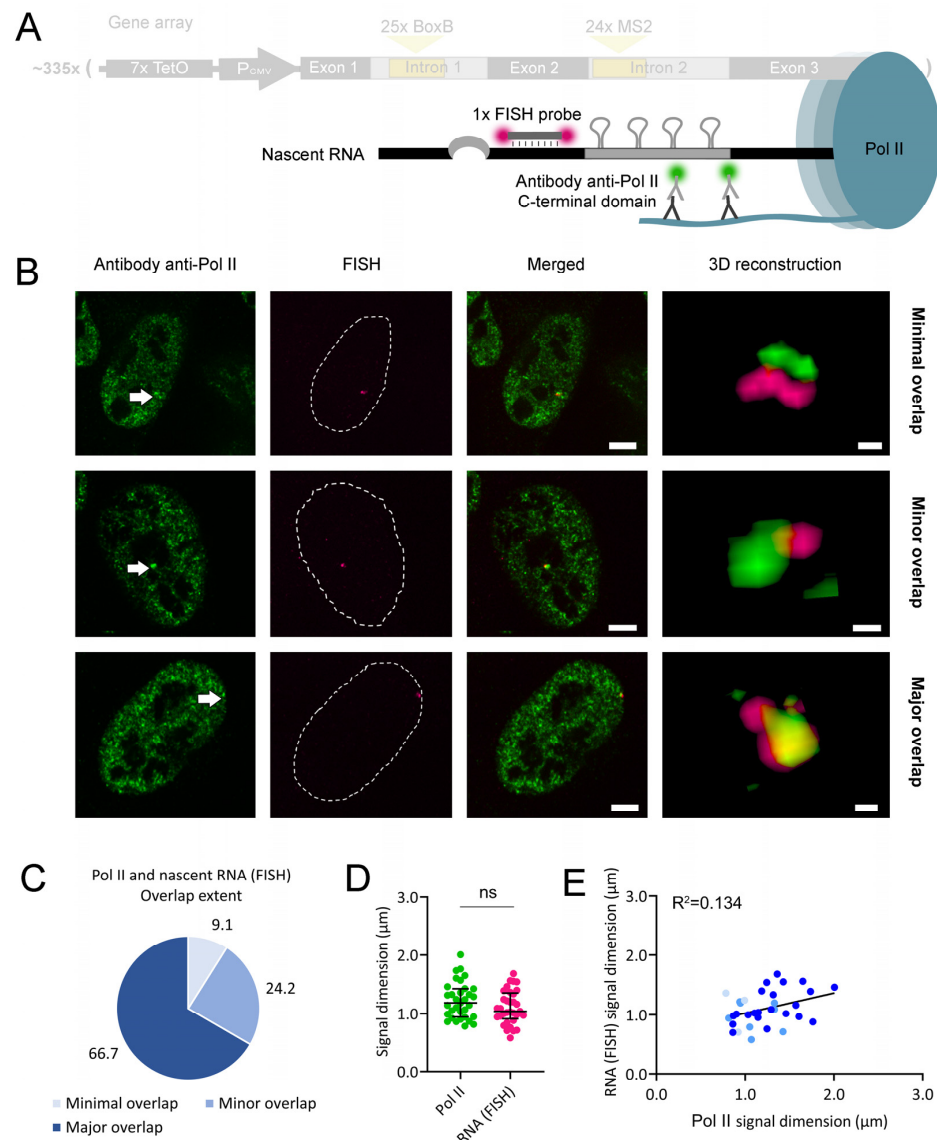 A
Gene array
25x BoxB
24x MS2
~335x (
7x TetO
PCMV
Exon 1
Intron 1
Exon 2
Intron 2
Exon 3
)
1x FISH probe
Nascent RNA
Pol II
Antibody anti-Pol II
C-terminal domain
B
Antibody anti-Pol II
FISH
Merged
3D reconstruction
Minimal overlap
Minor overlap
Major overlap
C
Pol II and nascent RNA (FISH)
Overlap extent
9.1
24.2
66.7
Minimal overlap
Minor overlap
Major overlap
D
ns
Signal dimension (µm)
3.0
2.0
1.0
0.0
Pol II
RNA (FISH)
E
R²=0.134
RNA (FISH) signal dimension (µm)
3.0
2.0
1.0
0.0
0.0
1.0
2.0
3.0
Pol II signal dimension (µm)